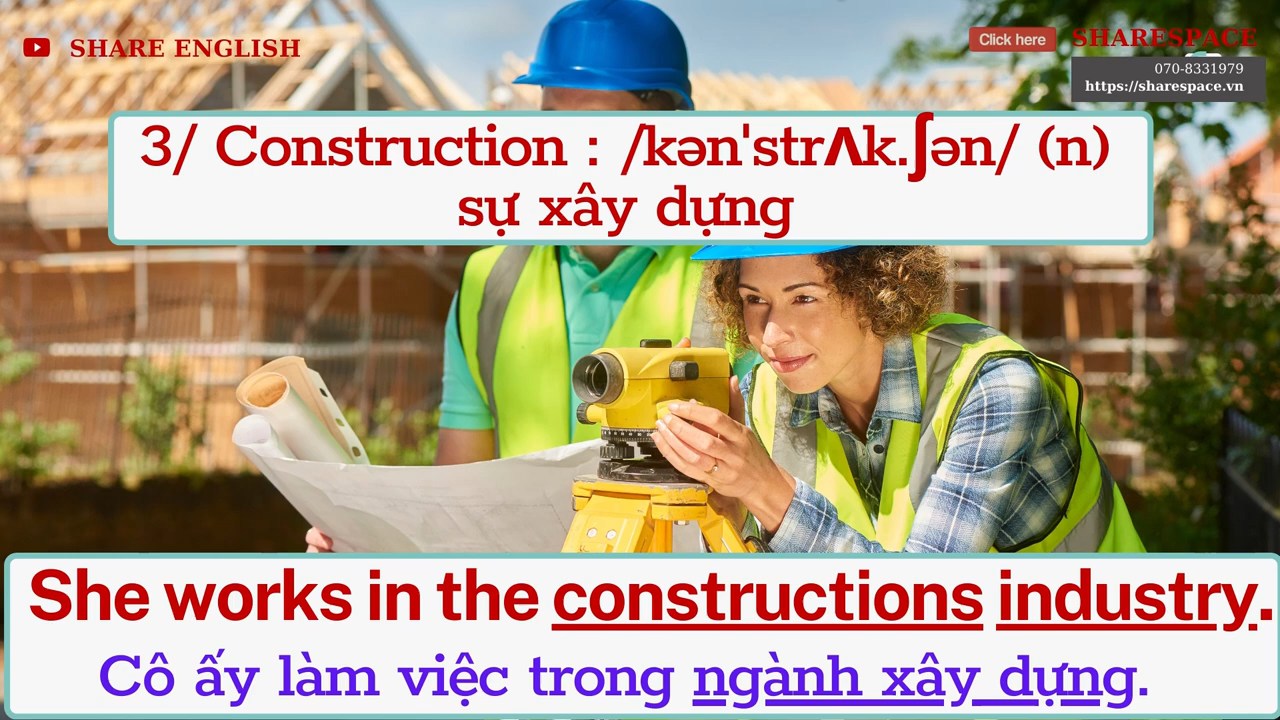 SHARE ENGLISH
Click here SHARESPACE
070-8331979
https://sharespace.vn
3/ Construction : /kən'strʌk.ʃən/ (n)
sự xây dựng
She works in the constructions industry.
Cô ấy làm việc trong ngành xây dựng.